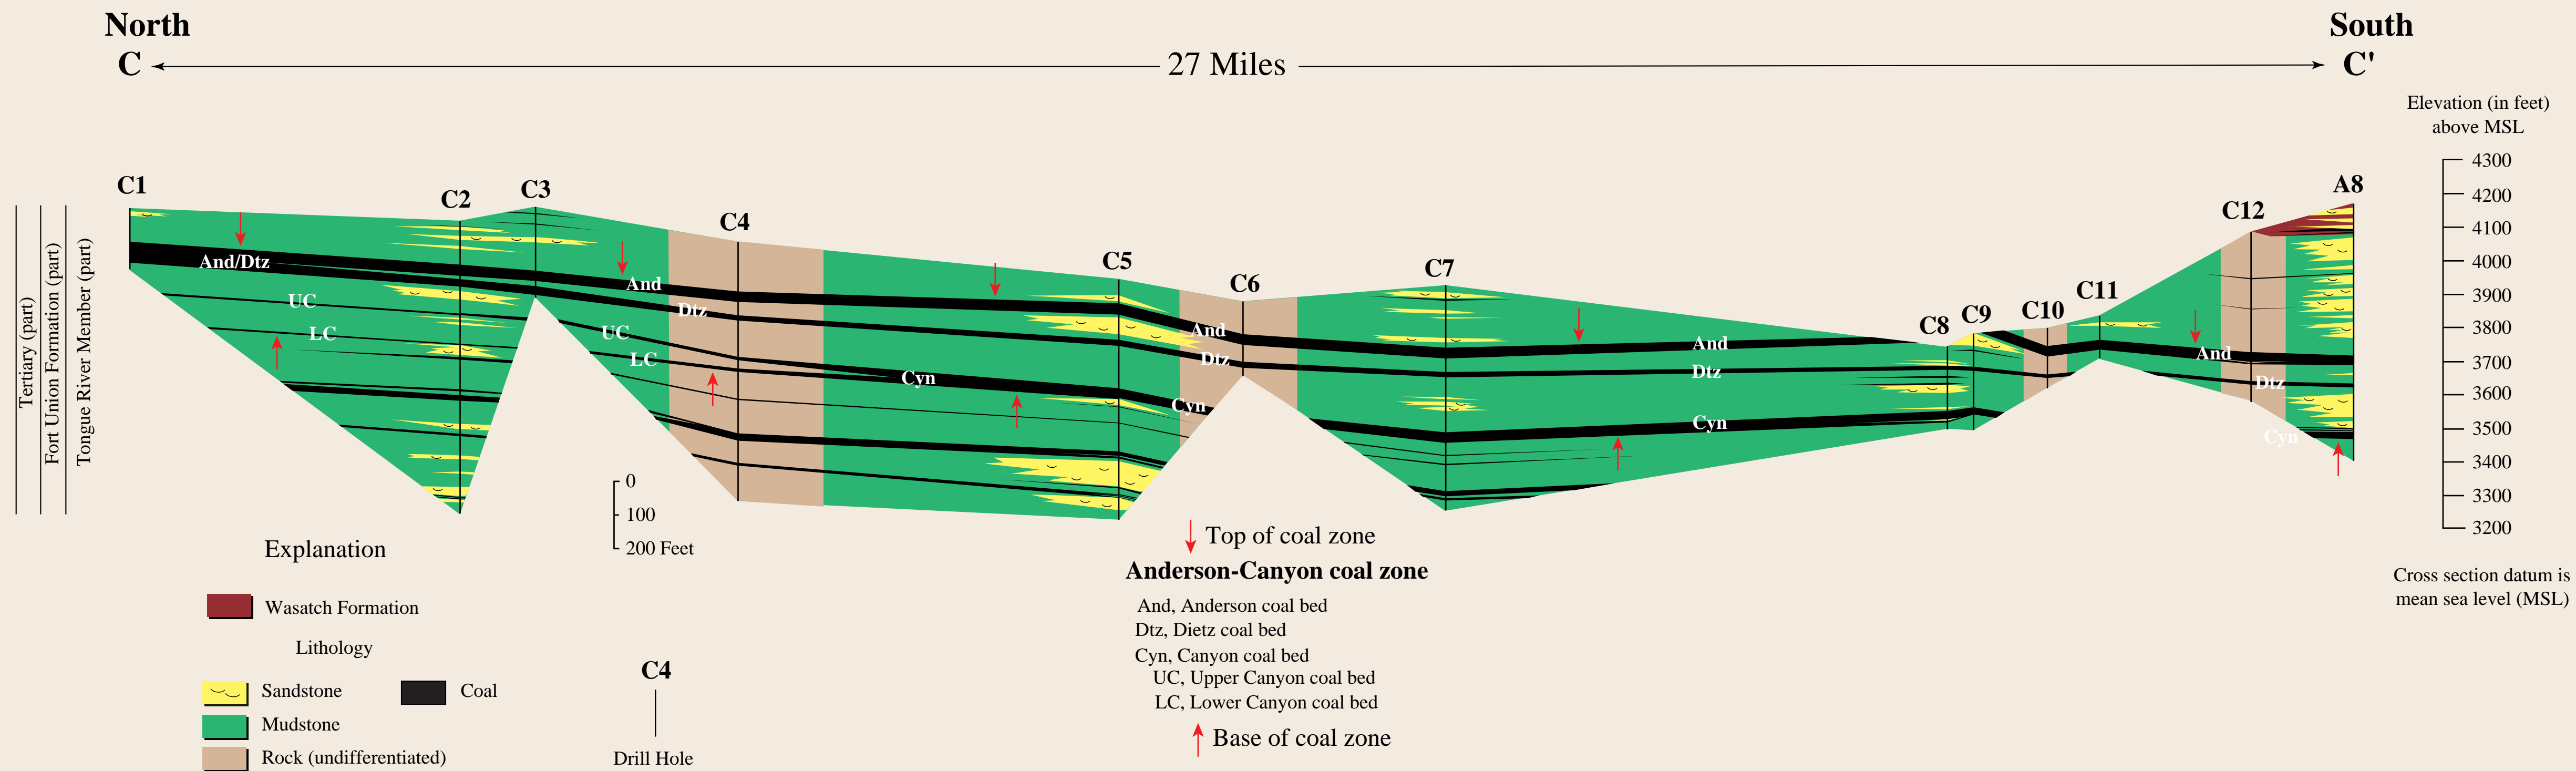 North
South
C
27 Miles
C'
Elevation (in feet)
above MSL
4300
4200
4100
4000
3900
3800
3700
3600
3500
3400
3300
3200
Cross section datum is
mean sea level (MSL)
Tertiary (part)
Fort Union Formation (part)
Tongue River Member (part)
C1
C2
C3
C4
C5
C6
C7
C8
C9
C10
C11
C12
A8
And/Dtz
UC
LC
And
Dtz
UC
LC
Cyn
And
Dtz
Cyn
And
Dtz
Cyn
And
Dtz
Cyn
0
100
200 Feet
Explanation
Wasatch Formation
Lithology
Sandstone
Coal
Mudstone
Rock (undifferentiated)
C4
Drill Hole
Top of coal zone
Anderson-Canyon coal zone
And, Anderson coal bed
Dtz, Dietz coal bed
Cyn, Canyon coal bed
UC, Upper Canyon coal bed
LC, Lower Canyon coal bed
Base of coal zone